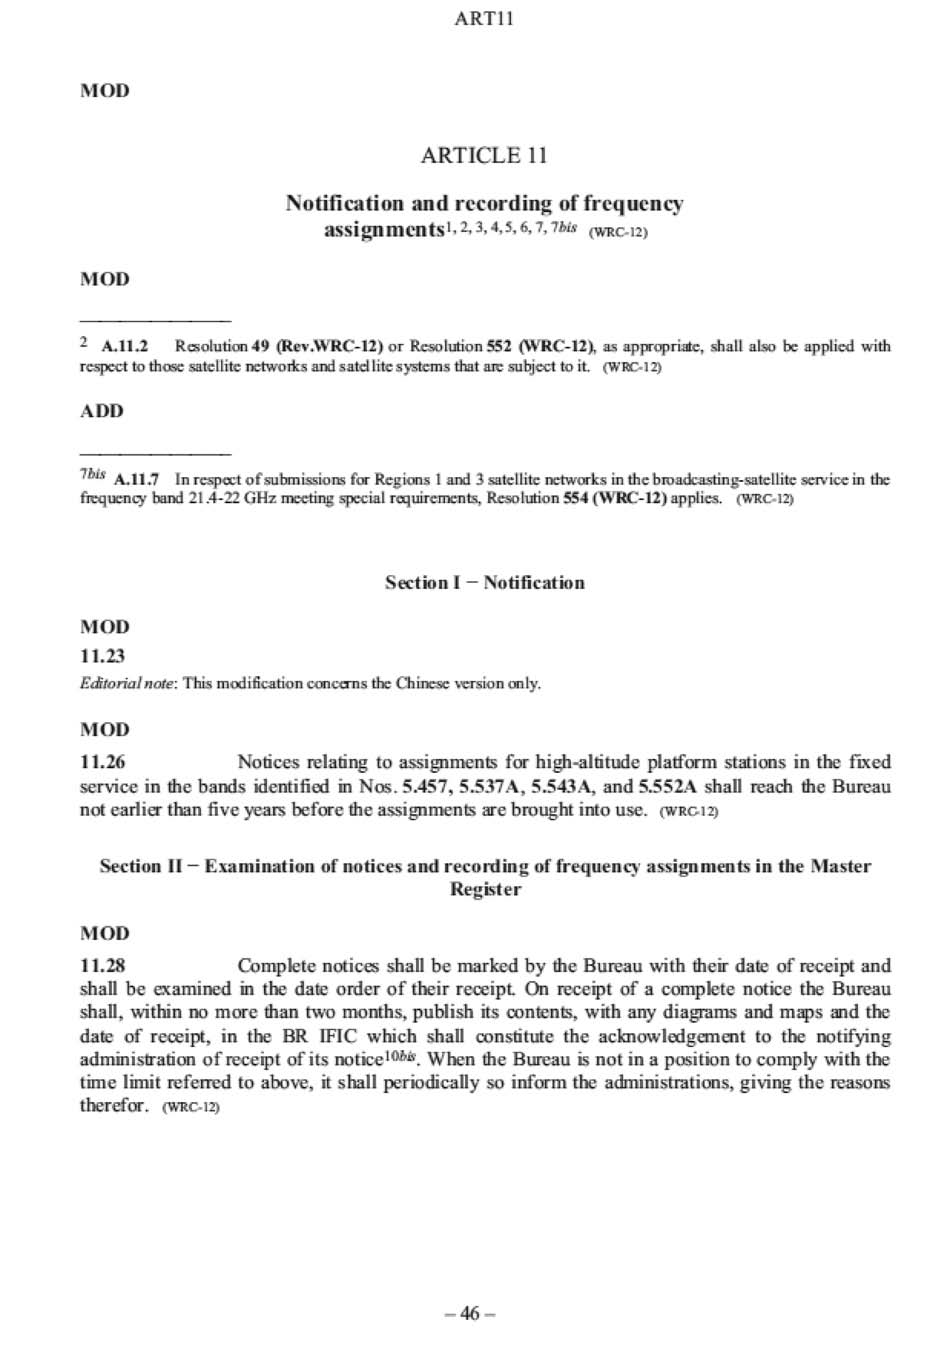 ART11
MOD
ARTICLE 11
Notification and recording of frequency
assignments1, 2, 3, 4, 5, 6, 7, 7bis (WRC-12)
MOD
2 A.11.2 Resolution 49 (Rev.WRC-12) or Resolution 552 (WRC-12), as appropriate, shall also be applied with
respect to those satellite networks and satellite systems that are subject to it. (WRC-12)
ADD
7bis A.11.7 In respect of submissions for Regions 1 and 3 satellite networks in the broadcasting-satellite service in the
frequency band 21.4-22 GHz meeting special requirements, Resolution 554 (WRC-12) applies. (WRC-12)
Section I − Notification
MOD
11.23
Editorial note: This modification concerns the Chinese version only.
MOD
11.26 Notices relating to assignments for high-altitude platform stations in the fixed
service in the bands identified in Nos. 5.457, 5.537A, 5.543A, and 5.552A shall reach the Bureau
not earlier than five years before the assignments are brought into use. (WRC-12)
Section II − Examination of notices and recording of frequency assignments in the Master
Register
MOD
11.28 Complete notices shall be marked by the Bureau with their date of receipt and
shall be examined in the date order of their receipt. On receipt of a complete notice the Bureau
shall, within no more than two months, publish its contents, with any diagrams and maps and the
date of receipt, in the BR IFIC which shall constitute the acknowledgement to the notifying
administration of receipt of its notice10bis. When the Bureau is not in a position to comply with the
time limit referred to above, it shall periodically so inform the administrations, giving the reasons
therefor. (WRC-12)
– 46 –